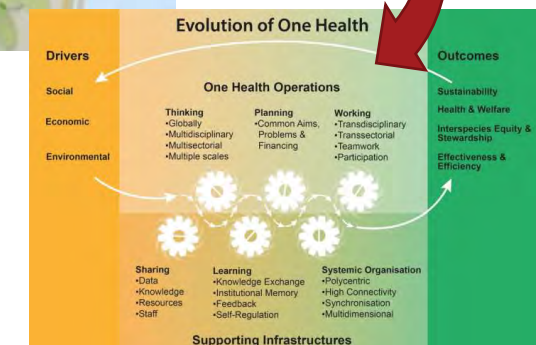 Evolution of One Health
Drivers
Social
Economic
Environmental
One Health Operations
Thinking
•Globally
•Multidisciplinary
•Multisectorial
•Multiple scales
Planning
•Common Aims,
Problems &
Financing
Working
•Transdisciplinary
•Transsectorial
•Teamwork
•Participation
Outcomes
Sustainability
Health & Welfare
Interspecies Equity &
Stewardship
Effectiveness &
Efficiency
Sharing
•Data
•Knowledge
•Resources
•Staff
Learning
•Knowledge Exchange
•Institutional Memory
•Feedback
•Self-Regulation
Systemic Organisation
•Polycentric
•High Connectivity
•Synchronisation
•Multidimensional
Supporting Infrastructures